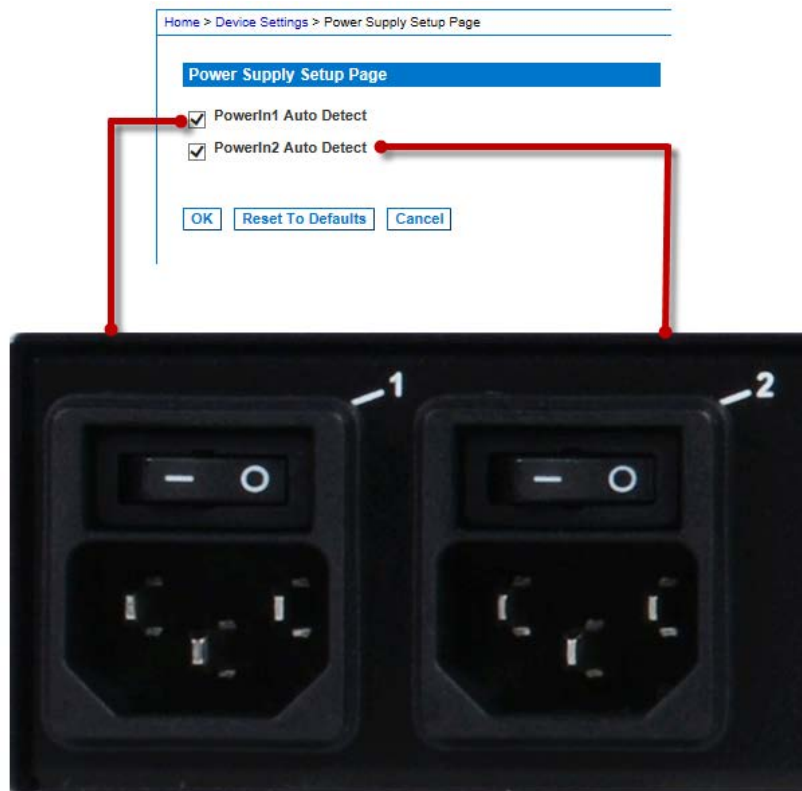 Home > Device Settings > Power Supply Setup Page
Power Supply Setup Page
PowerIn1 Auto Detect
PowerIn2 Auto Detect
OK Reset To Defaults Cancel
1 2
– O – O